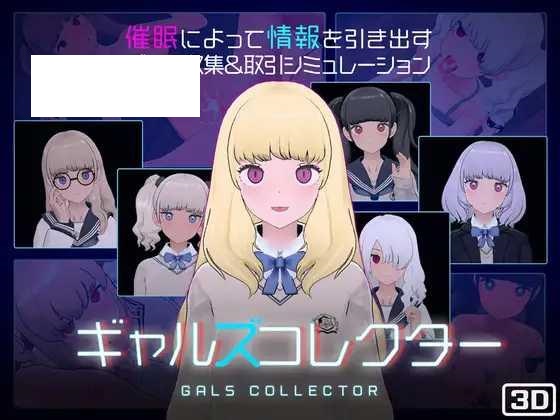 催眠によって情報を引き出す
集&取引シミュレーション
ギャルズコレクター
GALS COLLECTOR
3D